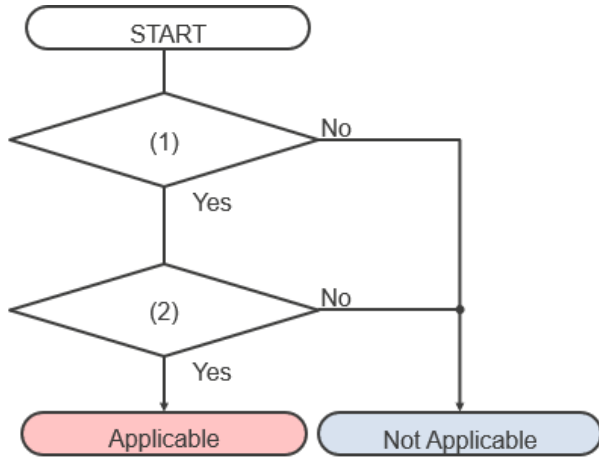 START
(1)
No
Yes
(2)
No
Yes
Applicable
Not Applicable